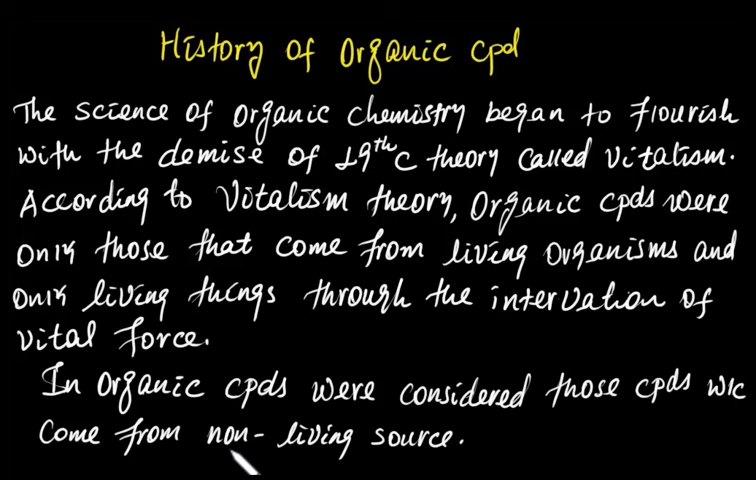 History of organic cpd
The science of organic chemistry began to flourish
with the demise of 19thC theory called vitalism.
According to Vitalism theory, organic cpds were
only those that come from living organisms and
only living things through the intervation of
vital force.
In organic cpds were considered those cpds wc
come from non-living source.